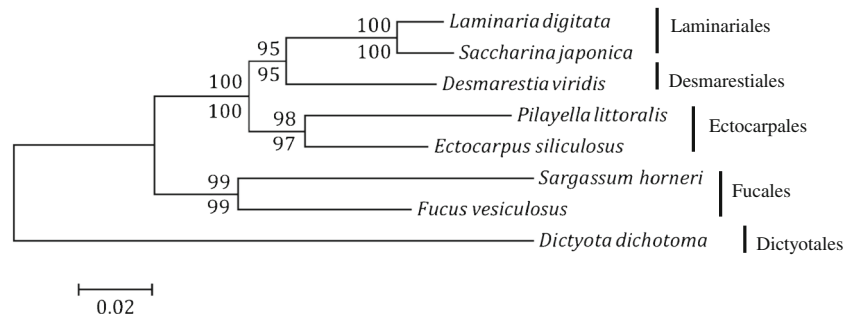 100 Laminaria digitata Laminariales
100 Saccharina japonica
95
95 Desmarestia viridis Desmarestiales
100
100
98 Pilayella littoralis Ectocarpales
97 Ectocarpus siliculosus
99 Sargassum horneri Fucales
99 Fucus vesiculosus
Dictyota dichotoma Dictyotales
0.02